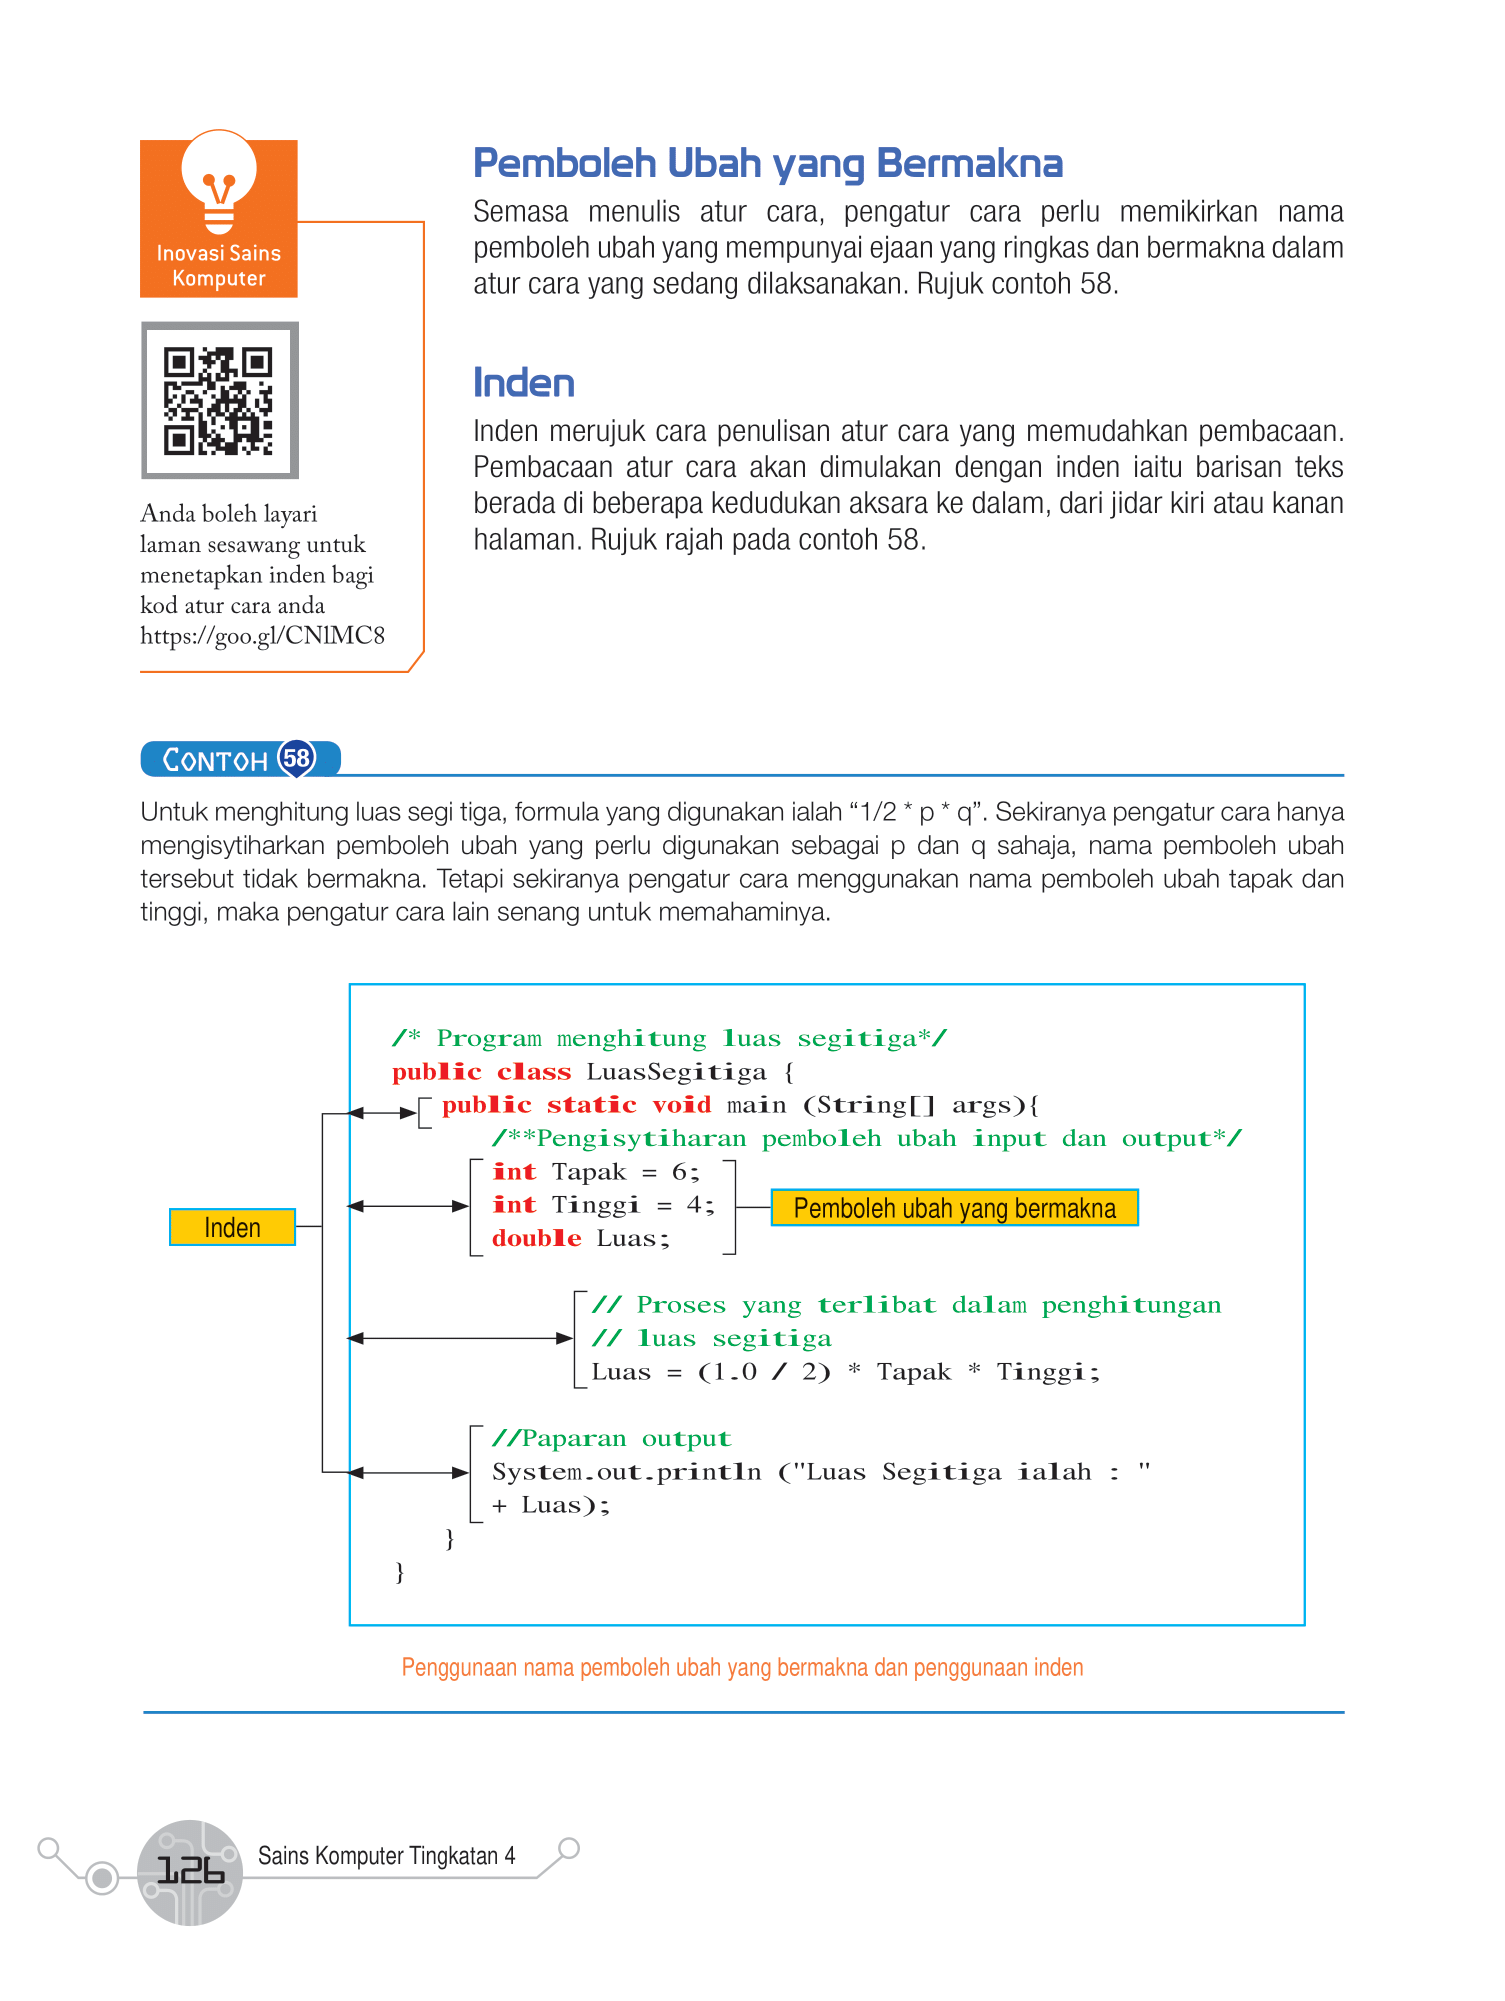 Inovasi Sains
Komputer
Anda boleh layari
laman sesawang untuk
menetapkan inden bagi
kod atur cara anda
https://goo.gl/CNlMC8
Pemboleh Ubah yang Bermakna
Semasa menulis atur cara, pengatur cara perlu memikirkan nama
pemboleh ubah yang mempunyai ejaan yang ringkas dan bermakna dalam
atur cara yang sedang dilaksanakan. Rujuk contoh 58.
Inden
Inden merujuk cara penulisan atur cara yang memudahkan pembacaan.
Pembacaan atur cara akan dimulakan dengan inden iaitu barisan teks
berada di beberapa kedudukan aksara ke dalam, dari jidar kiri atau kanan
halaman. Rujuk rajah pada contoh 58.
CONTOH 58
Untuk menghitung luas segi tiga, formula yang digunakan ialah “1/2 * p * q”. Sekiranya pengatur cara hanya
mengisytiharkan pemboleh ubah yang perlu digunakan sebagai p dan q sahaja, nama pemboleh ubah
tersebut tidak bermakna. Tetapi sekiranya pengatur cara menggunakan nama pemboleh ubah tapak dan
tinggi, maka pengatur cara lain senang untuk memahaminya.
/* Program menghitung luas segitiga*/
public class LuasSegitiga {
public static void main (String[] args){
/**Pengisytiharan pemboleh ubah input dan output*/
int Tapak = 6;
int Tinggi = 4;
double Luas;
Pemboleh ubah yang bermakna
Inden
// Proses yang terlibat dalam penghitungan
// luas segitiga
Luas = (1.0 / 2) * Tapak * Tinggi;
//Paparan output
System.out.println ("Luas Segitiga ialah : "
+ Luas);
}
}
Penggunaan nama pemboleh ubah yang bermakna dan penggunaan inden
126
Sains Komputer Tingkatan 4